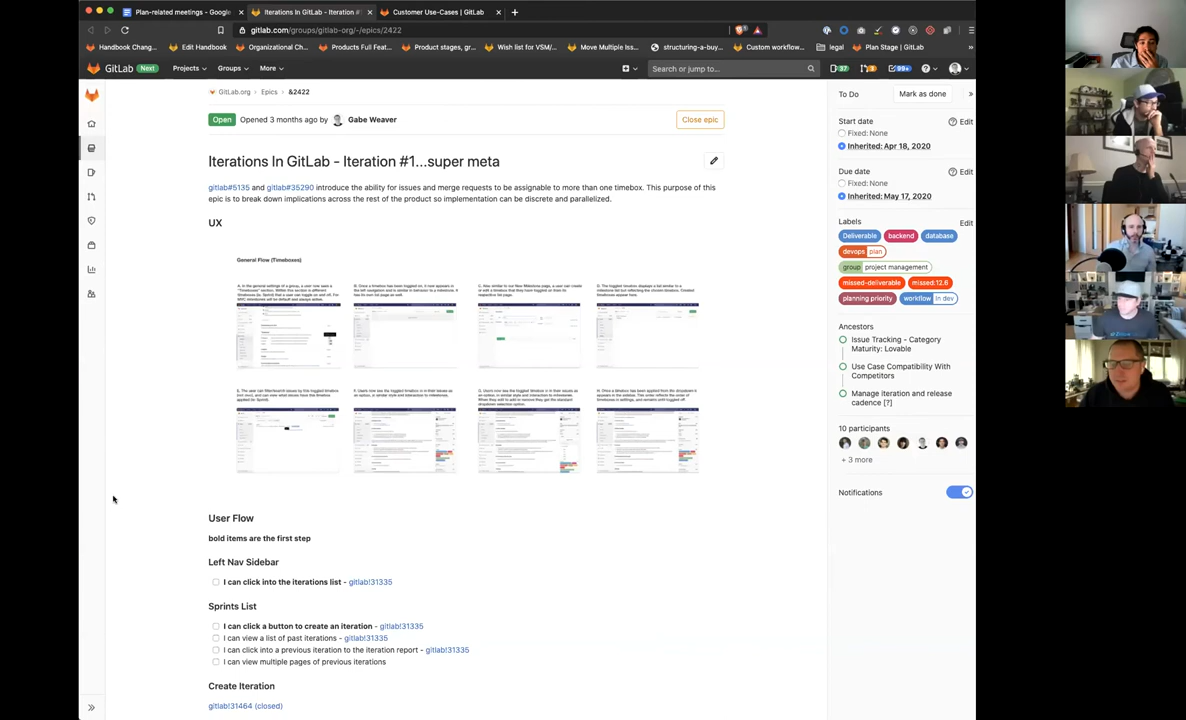 Plan-related meetings - Google
Iterations In GitLab - Iteration #
Customer Use-Cases | GitLab
gitlab.com/groups/gitlab-org/-/epics/2422
Handbook Chang...
Edit Handbook
Organizational Ch...
Products Full Feat...
Product stages, gr...
Wish list for VSM/...
Move Multiple Iss...
structuring-a-buy...
Custom workflow...
legal
Plan Stage | GitLab
GitLab Next Projects Groups More
Search or jump to...
37
3
99+
GitLab.org > Epics > &2422
Open Opened 3 months ago by Gabe Weaver
Close epic
Iterations In GitLab - Iteration #1...super meta
gitlab#5135 and gitlab#35290 introduce the ability for issues and merge requests to be assignable to more than one timebox. This purpose of this
epic is to break down implications across the rest of the product so implementation can be discrete and parallelized.
UX
General Flow (Timeboxes)
User Flow
bold items are the first step
Left Nav Sidebar
I can click into the iterations list - gitlab!31335
Sprints List
I can click a button to create an iteration - gitlab!31335
I can view a list of past iterations - gitlab!31335
I can click into a previous iteration to the iteration report - gitlab!31335
I can view multiple pages of previous iterations
Create Iteration
gitlab!31464 (closed)
To Do Mark as done
Start date Edit
Fixed: None
Inherited: Apr 18, 2020
Due date Edit
Fixed: None
Inherited: May 17, 2020
Labels Edit
Deliverable backend database
devops plan
group project management
missed-deliverable missed:12.6
planning priority workflow in dev
Ancestors
Issue Tracking - Category
Maturity: Lovable
Use Case Compatibility With
Competitors
Manage iteration and release
cadence [?]
10 participants
+ 3 more
Notifications